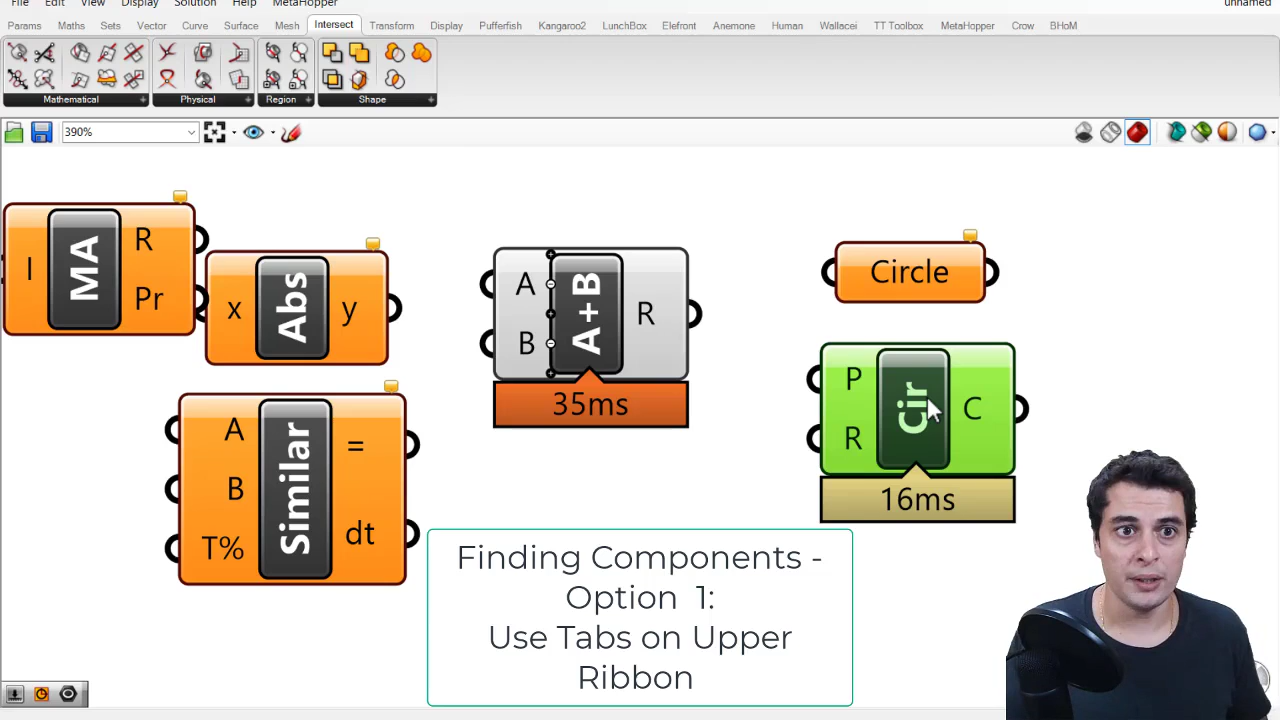 File Edit View Display Solution Help MetaHopper unnamed
Params Maths Sets Vector Curve Surface Mesh Intersect Transform Display Kangaroo2 LunchBox Elefront Anemone Human Wallacei TT Toolbox MetaHopper Crow BHoM
Mathematical Physical Region Shape
390%
I MA R Pr
x Abs y
A B A+B R
35ms
Circle
P R Cir C
16ms
A B T% Similar = dt
Finding Components -
Option 1:
Use Tabs on Upper
Ribbon